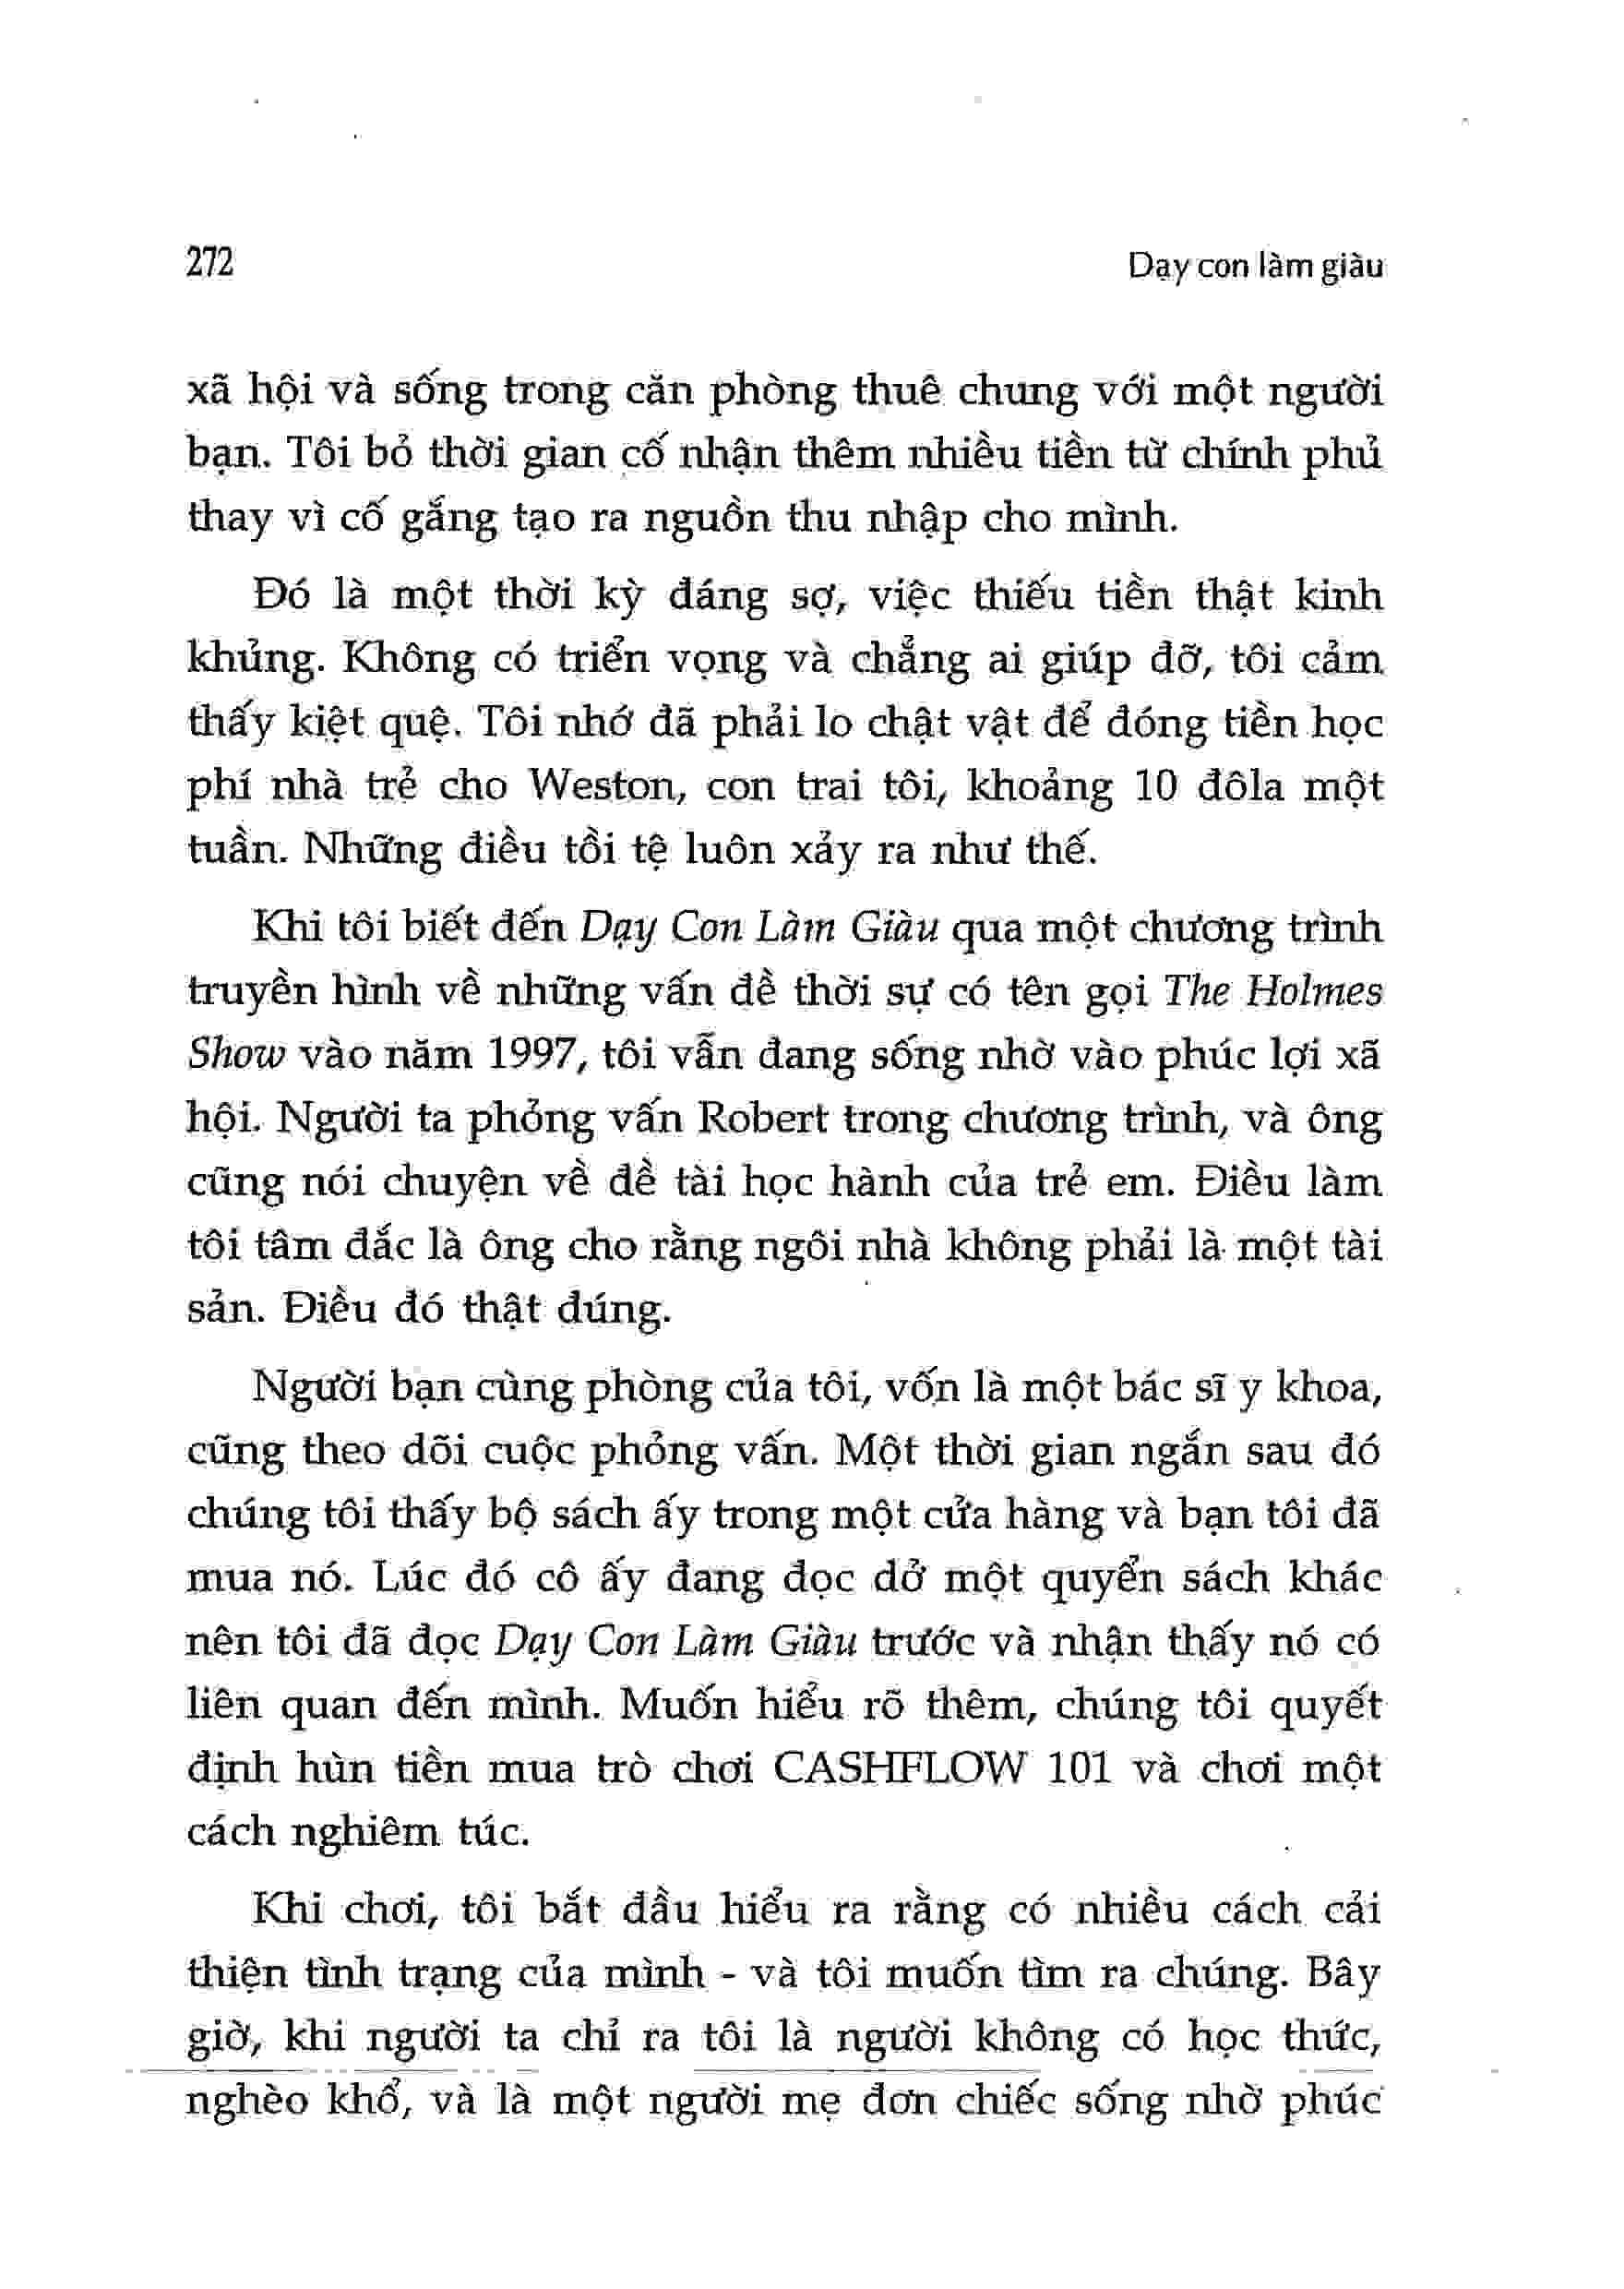 272
Dạy con làm giàu
xã hội và sống trong căn phòng thuê chung với một người
bạn. Tôi bỏ thời gian cố nhận thêm nhiều tiền từ chính phủ
thay vì cố gắng tạo ra nguồn thu nhập cho mình.
Đó là một thời kỳ đáng sợ, việc thiếu tiền thật kinh
khủng. Không có triển vọng và chẳng ai giúp đỡ, tôi cảm
thấy kiệt quệ. Tôi nhớ đã phải lo chật vật để đóng tiền học
phí nhà trẻ cho Weston, con trai tôi, khoảng 10 đôla một
tuần. Những điều tồi tệ luôn xảy ra như thế.
Khi tôi biết đến Dạy Con Làm Giàu qua một chương trình
truyền hình về những vấn đề thời sự có tên gọi The Holmes
Show vào năm 1997, tôi vẫn đang sống nhờ vào phúc lợi xã
hội. Người ta phỏng vấn Robert trong chương trình, và ông
cũng nói chuyện về đề tài học hành của trẻ em. Điều làm
tôi tâm đắc là ông cho rằng ngôi nhà không phải là một tài
sản. Điều đó thật đúng.
Người bạn cùng phòng của tôi, vốn là một bác sĩ y khoa,
cũng theo dõi cuộc phỏng vấn. Một thời gian ngắn sau đó
chúng tôi thấy bộ sách ấy trong một cửa hàng và bạn tôi đã
mua nó. Lúc đó cô ấy đang đọc dở một quyển sách khác
nên tôi đã đọc Dạy Con Làm Giàu trước và nhận thấy nó có
liên quan đến mình. Muốn hiểu rõ thêm, chúng tôi quyết
định hùn tiền mua trò chơi CASHFLOW 101 và chơi một
cách nghiêm túc.
Khi chơi, tôi bắt đầu hiểu ra rằng có nhiều cách cải
thiện tình trạng của mình - và tôi muốn tìm ra chúng. Bây
giờ, khi người ta chỉ ra tôi là người không có học thức,
nghèo khổ, và là một người mẹ đơn chiếc sống nhờ phúc